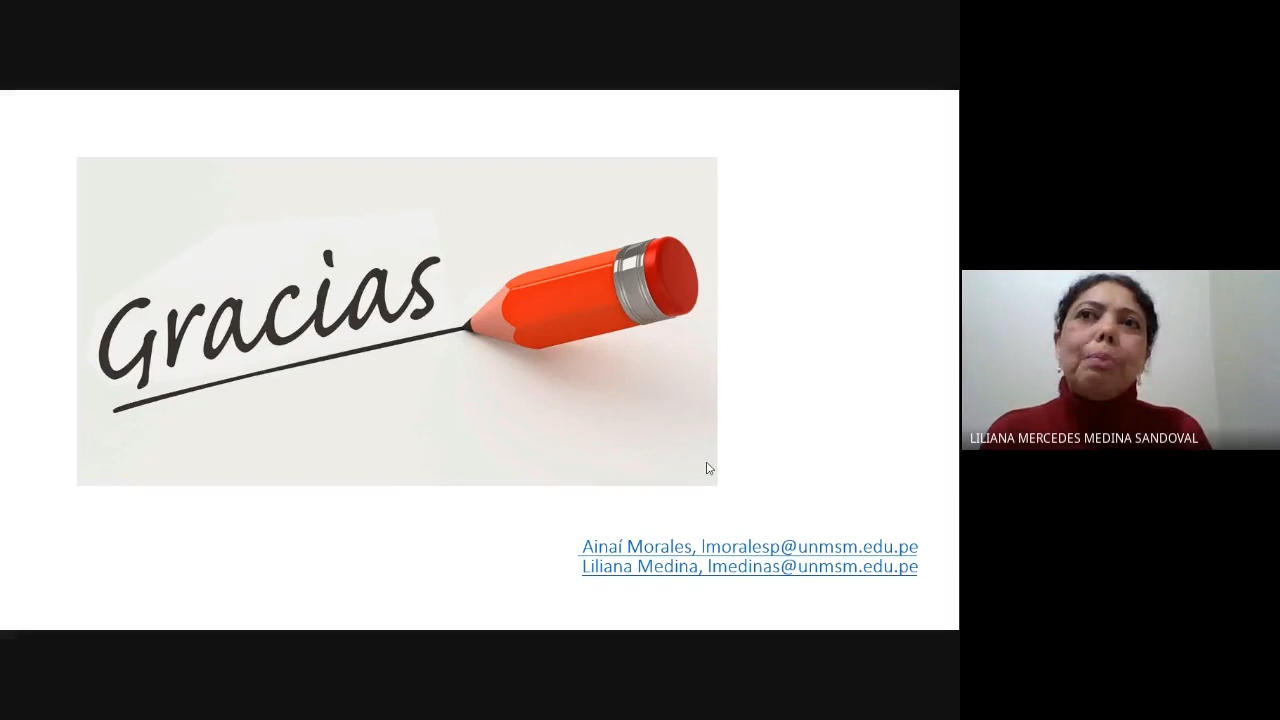 Gracias
Ainaí Morales, lmoralesp@unmsm.edu.pe
Liliana Medina, lmedinas@unmsm.edu.pe
LILIANA MERCEDES MEDINA SANDOVAL